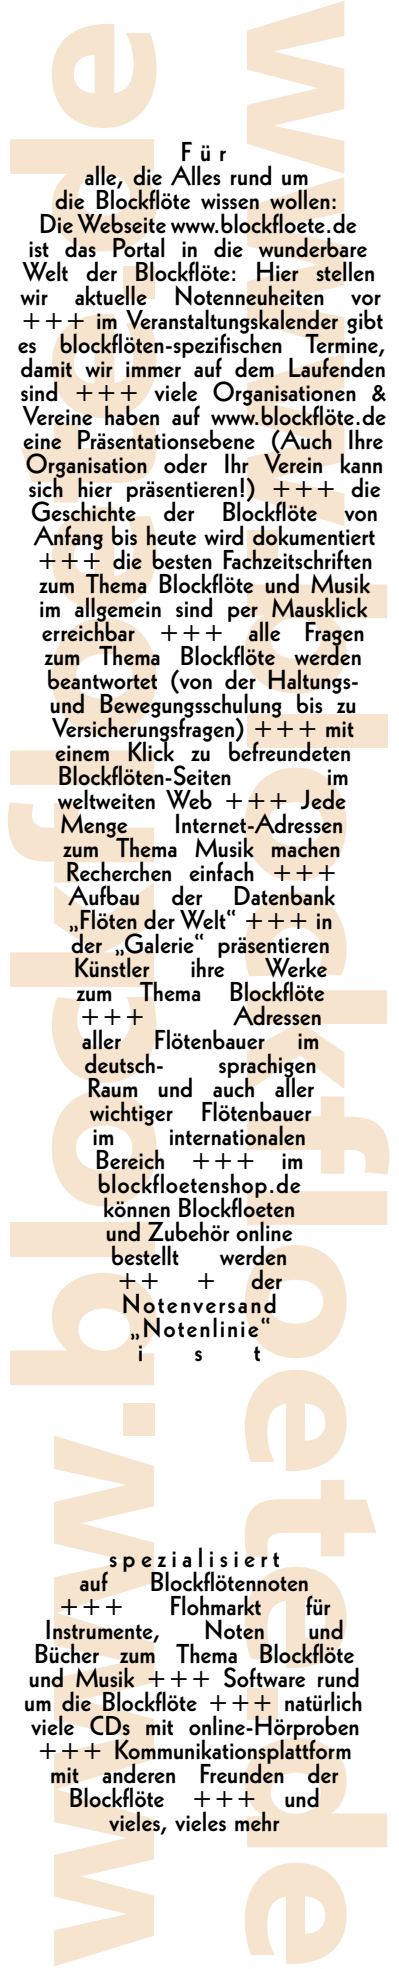 www.blockfloete.de
www.blockfloete.de
Für
alle, die Alles rund um
die Blockflöte wissen wollen:
Die Webseite www.blockfloete.de
ist das Portal in die wunderbare
Welt der Blockflöte: Hier stellen
wir aktuelle Notenneuheiten vor
+++ im Veranstaltungskalender gibt
es blockflöten-spezifischen Termine,
damit wir immer auf dem Laufenden
sind +++ viele Organisationen &
Vereine haben auf www.blockflöte.de
eine Präsentationsebene (Auch Ihre
Organisation oder Ihr Verein kann
sich hier präsentieren!) +++ die
Geschichte der Blockflöte von
Anfang bis heute wird dokumentiert
+++ die besten Fachzeitschriften
zum Thema Blockflöte und Musik
im allgemein sind per Mausklick
erreichbar +++ alle Fragen
zum Thema Blockflöte werden
beantwortet (von der Haltungs-
und Bewegungsschulung bis zu
Versicherungsfragen) +++ mit
einem Klick zu befreundeten
Blockflöten-Seiten im
weltweiten Web +++ Jede
Menge Internet-Adressen
zum Thema Musik machen
Recherchen einfach +++
Aufbau der Datenbank
„Flöten der Welt“ +++ in
der „Galerie“ präsentieren
Künstler ihre Werke
zum Thema Blockflöte
+++ Adressen
aller Flötenbauer im
deutsch- sprachigen
Raum und auch aller
wichtiger Flötenbauer
im internationalen
Bereich +++ im
blockfloetenshop.de
können Blockfloeten
und Zubehör online
bestellt werden
++ + der
Notenversand
„Notenlinie“
ist
spezialisiert
auf Blockflötennoten
+++ Flohmarkt für
Instrumente, Noten und
Bücher zum Thema Blockflöte
und Musik +++ Software rund
um die Blockflöte +++ natürlich
viele CDs mit online-Hörproben
+++ Kommunikationsplattform
mit anderen Freunden der
Blockflöte +++ und
vieles, vieles mehr